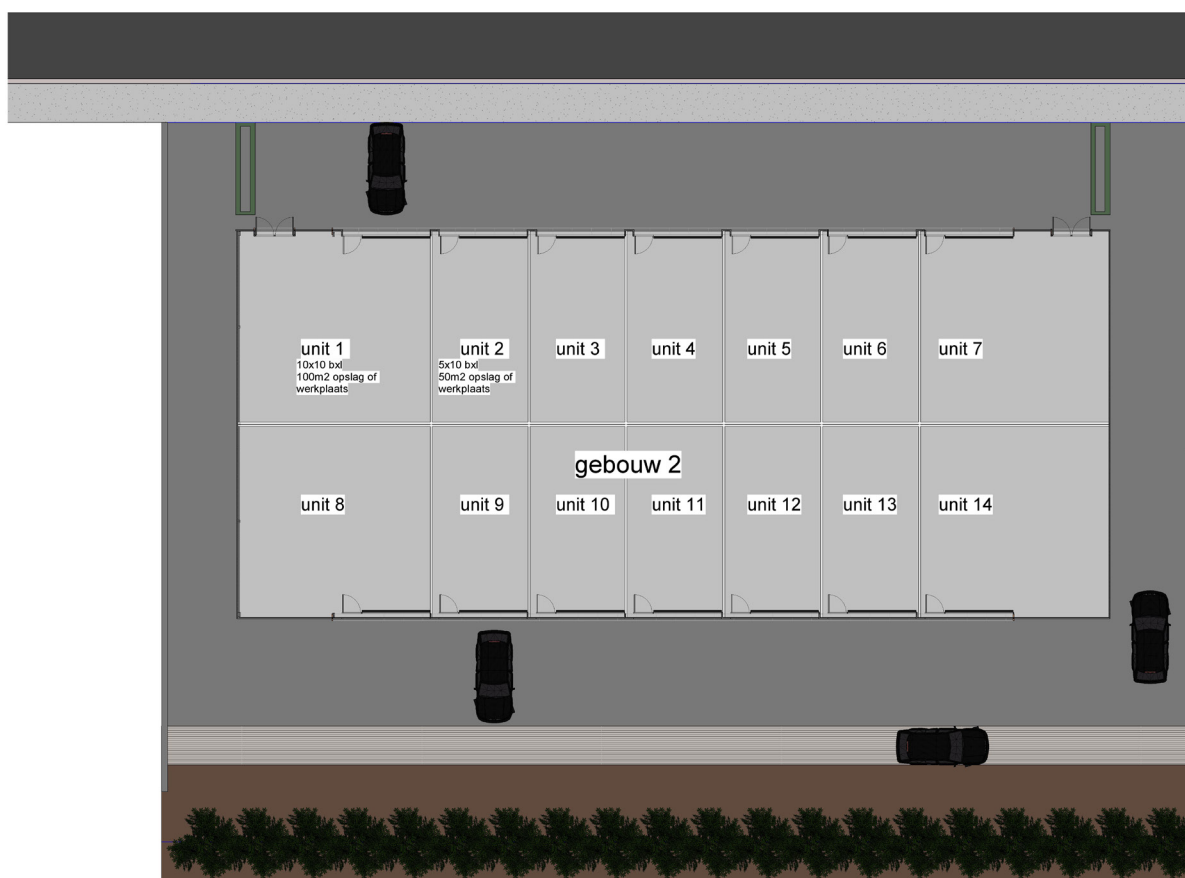 unit 1
10x10 bxl
100m2 opslag of
werkplaats
unit 2
5x10 bxl
50m2 opslag of
werkplaats
unit 3
unit 4
unit 5
unit 6
unit 7
gebouw 2
unit 8
unit 9
unit 10
unit 11
unit 12
unit 13
unit 14